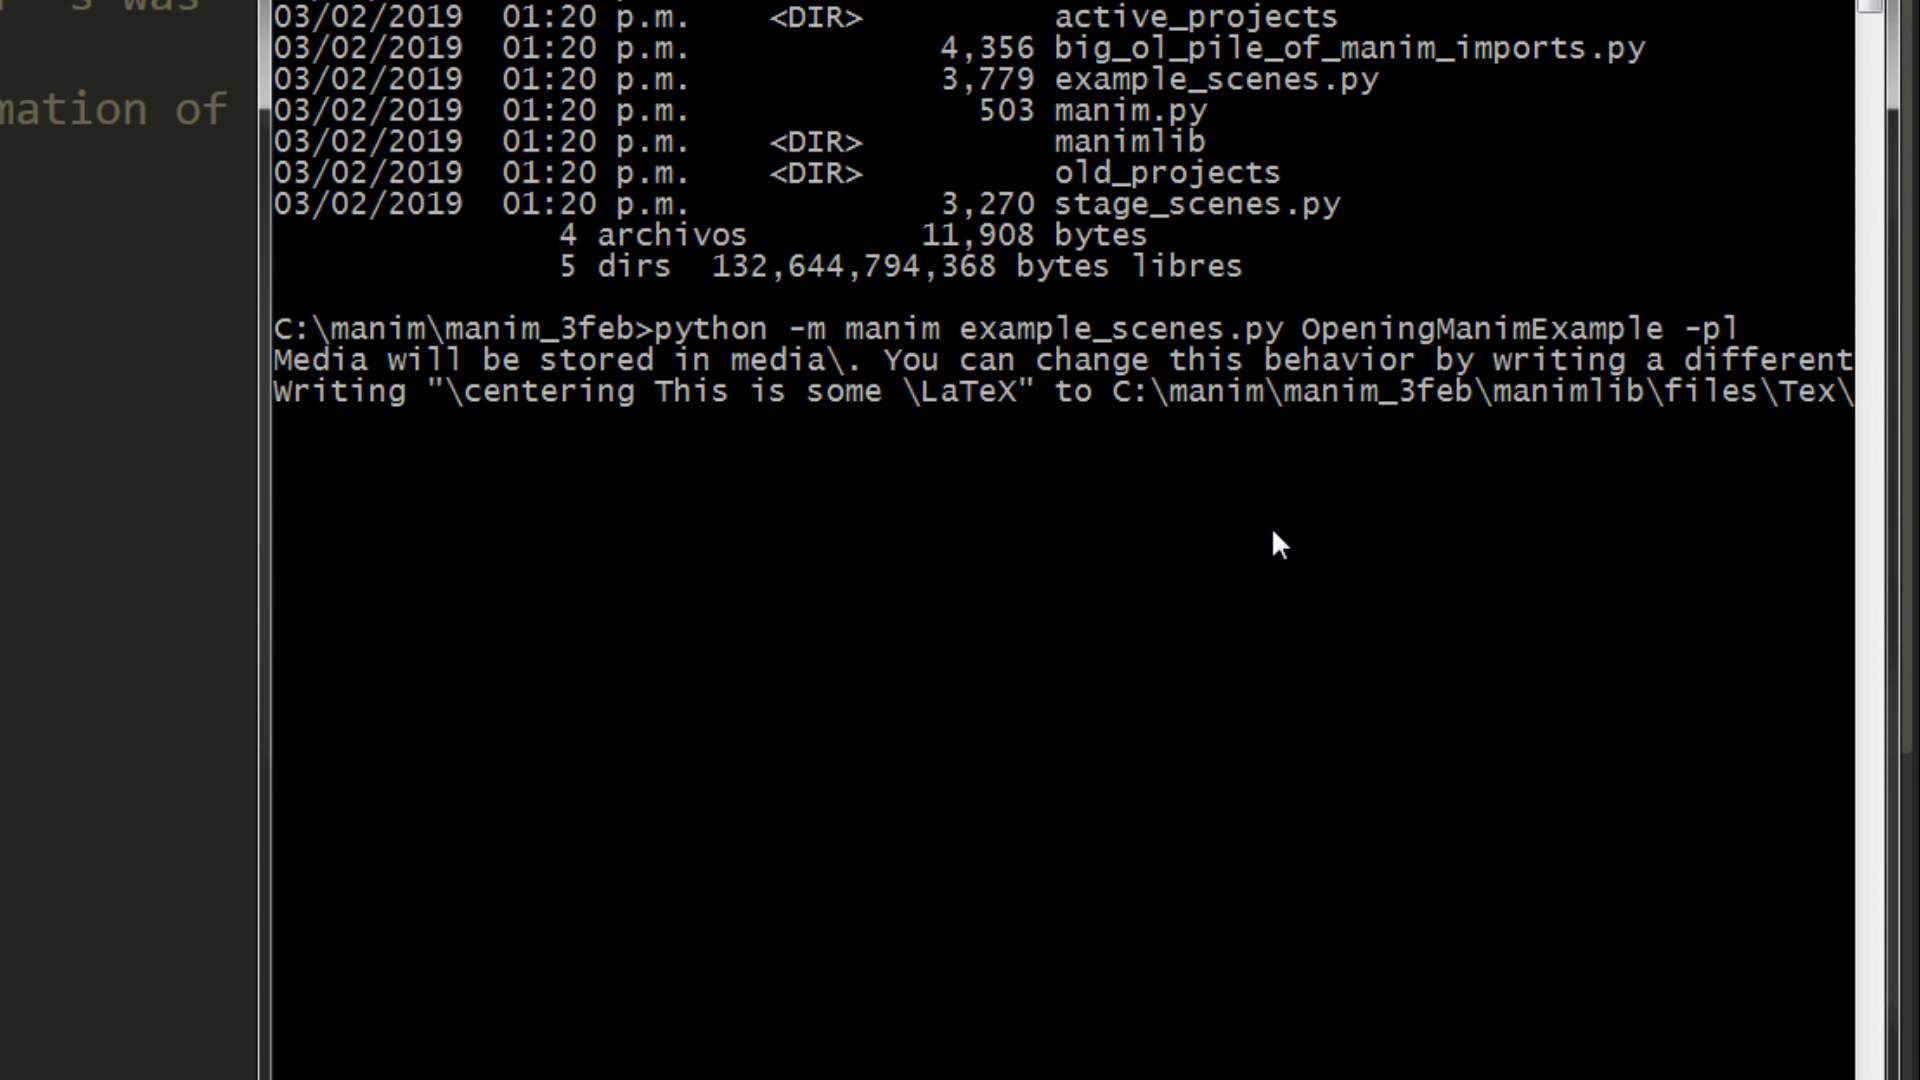 s was
mation of
03/02/2019 01:20 p.m. <DIR> active_projects
03/02/2019 01:20 p.m. 4,356 big_ol_pile_of_manim_imports.py
03/02/2019 01:20 p.m. 3,779 example_scenes.py
03/02/2019 01:20 p.m. 503 manim.py
03/02/2019 01:20 p.m. <DIR> manimlib
03/02/2019 01:20 p.m. <DIR> old_projects
03/02/2019 01:20 p.m. 3,270 stage_scenes.py
4 archivos 11,908 bytes
5 dirs 132,644,794,368 bytes libres
C:\manim\manim_3feb>python -m manim example_scenes.py OpeningManimExample -pl
Media will be stored in media\. You can change this behavior by writing a different
Writing "\centering This is some \LaTeX" to C:\manim\manim_3feb\manimlib\files\Tex\